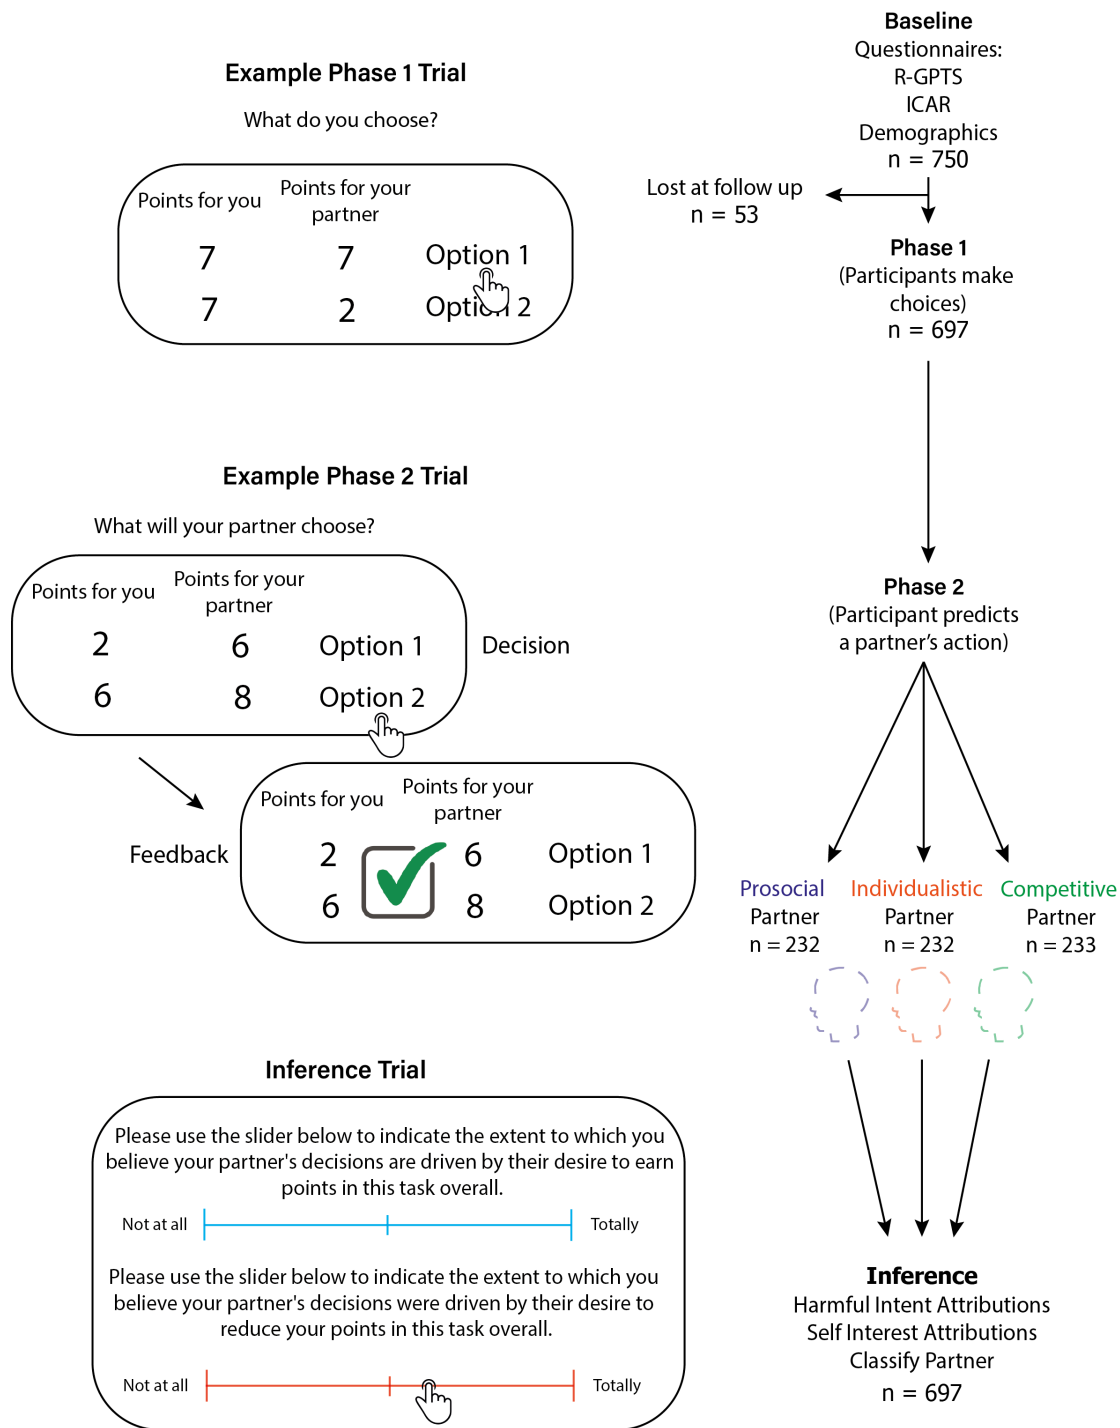 Example Phase 1 Trial
What do you choose?
Points for you
Points for your
partner
7 7 Option 1
7 2 Option 2
Example Phase 2 Trial
What will your partner choose?
Points for you
Points for your
partner
2 6 Option 1
6 8 Option 2
Decision
Feedback
Points for you
Points for your
partner
2 6 Option 1
6 8 Option 2
Inference Trial
Please use the slider below to indicate the extent to which you
believe your partner's decisions are driven by their desire to earn
points in this task overall.
Not at all Totally
Please use the slider below to indicate the extent to which you
believe your partner's decisions were driven by their desire to
reduce your points in this task overall.
Not at all Totally
Baseline
Questionnaires:
R-GPTS
ICAR
Demographics
n = 750
Lost at follow up
n = 53
Phase 1
(Participants make
choices)
n = 697
Phase 2
(Participant predicts
a partner's action)
Prosocial
Partner
n = 232
Individualistic
Partner
n = 232
Competitive
Partner
n = 233
Inference
Harmful Intent Attributions
Self Interest Attributions
Classify Partner
n = 697